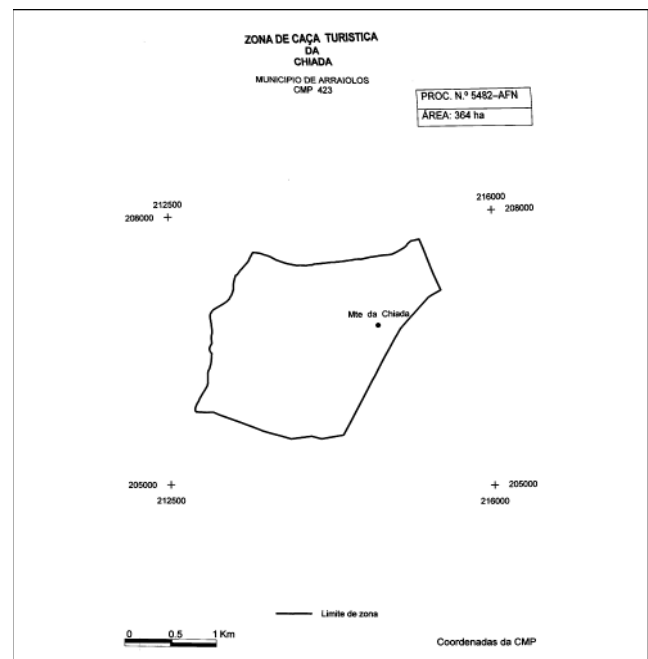 ZONA DE CAÇA TURISTICA
DA
CHIADA
MUNICIPIO DE ARRAIOLOS
CMP 423
PROC. N.º 5482–AFN
ÁREA: 364 ha
212500
208000
216000
208000
Mte da Chiada
205000
212500
205000
216000
Limite de zona
0 0.5 1 Km
Coordenadas da CMP